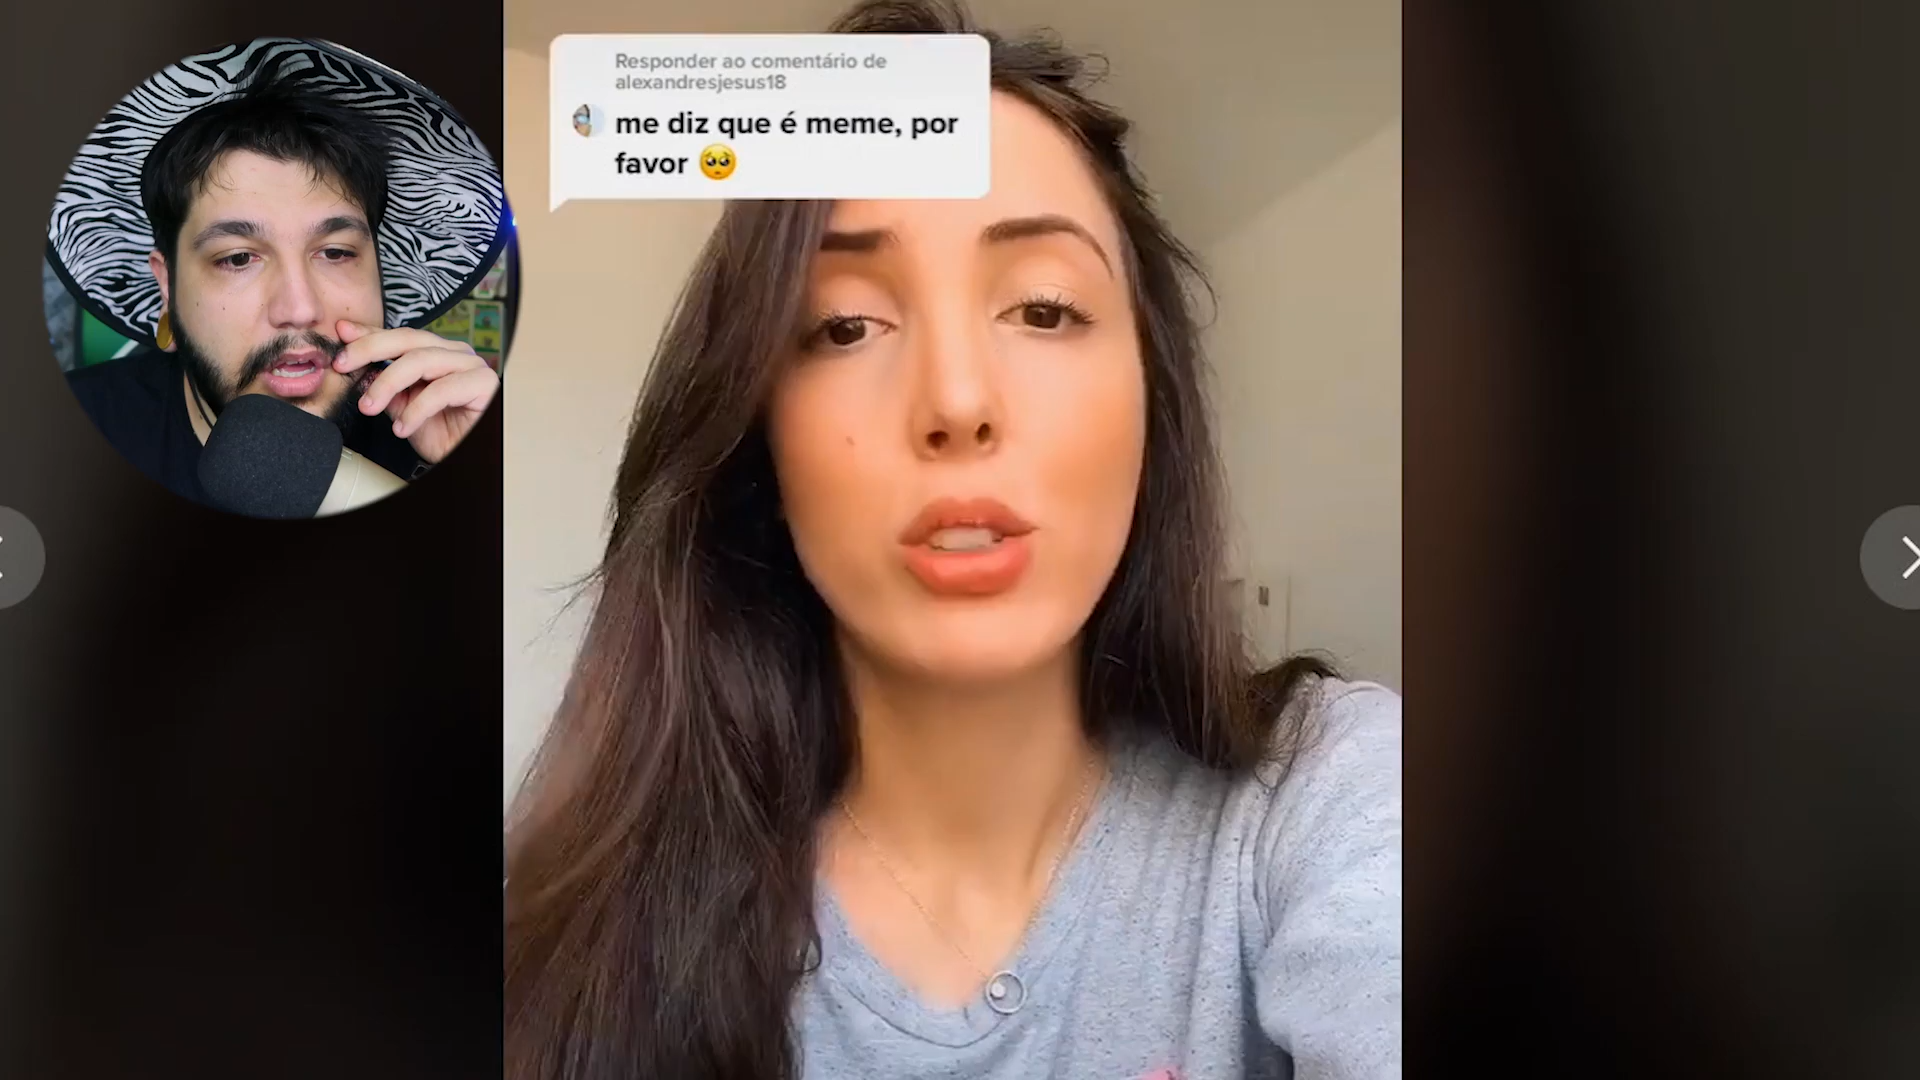 Responder ao comentário de
alexandresjesus18
me diz que é meme, por
favor 🥺